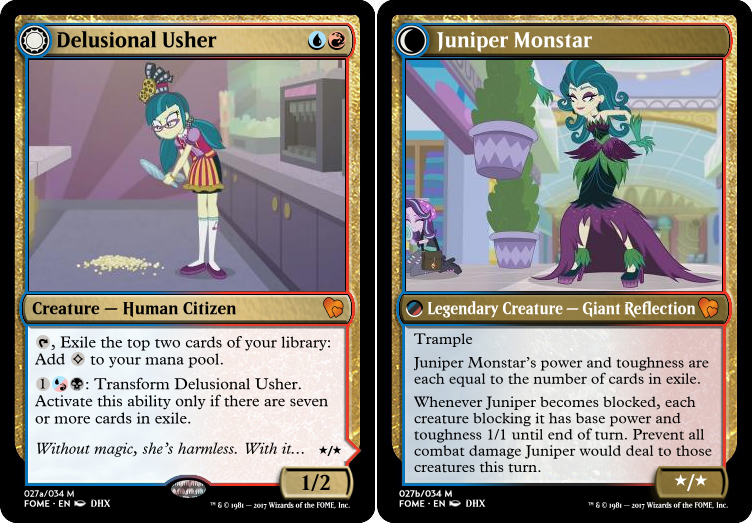 Delusional Usher
Creature — Human Citizen
, Exile the top two cards of your library:
Add to your mana pool.
1 : Transform Delusional Usher.
Activate this ability only if there are seven
or more cards in exile.
Without magic, she's harmless. With it... ★/★
1/2
027a/034 M
FOME • EN DHX
™ & © 1981 — 2017 Wizards of the FOME, Inc.
Juniper Monstar
Legendary Creature — Giant Reflection
Trample
Juniper Monstar's power and toughness are
each equal to the number of cards in exile.
Whenever Juniper becomes blocked, each
creature blocking it has base power and
toughness 1/1 until end of turn. Prevent all
combat damage Juniper would deal to those
creatures this turn.
★/★
027b/034 M
FOME • EN DHX
™ & © 1981 — 2017 Wizards of the FOME, Inc.